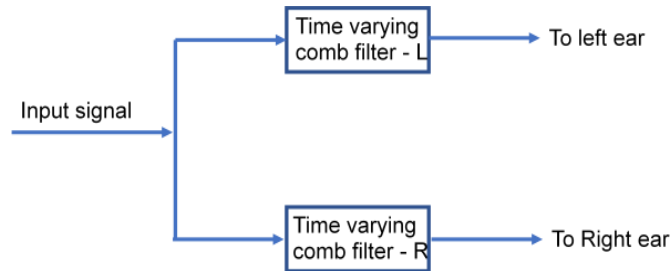 Time varying
comb filter - L
To left ear
Input signal
Time varying
comb filter - R
To Right ear